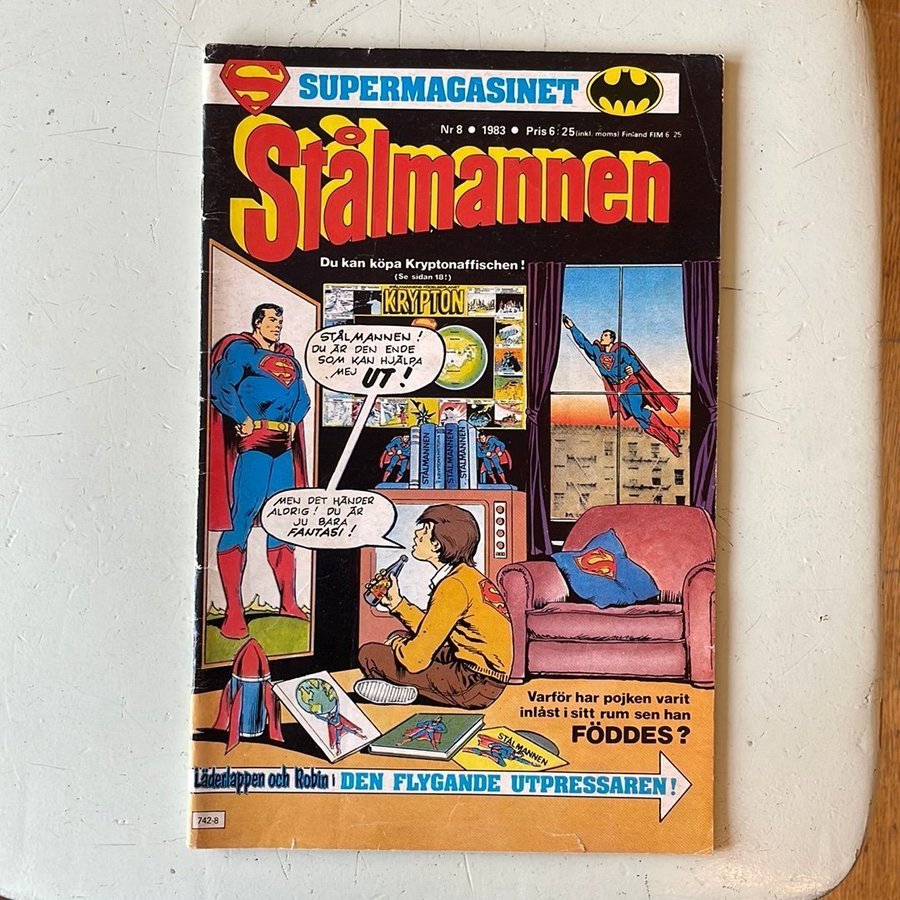 SUPERMAGASINET
Nr 8 • 1983 • Pris 6:25 (inkl. moms) Finland FIM 6 25
Stålmannen
Du kan köpa Kryptonaffischen!
(Se sidan 18!)
KRYPTON
STÅLMANNEN!
DU ÄR DEN ENDE
SOM KAN HJÄLPA
MEJ UT!
STÅLMANNEN
STÅLMANNEN
STÅLMANNEN
MEN DET HÄNDER
ALDRIG! DU ÄR
JU BARA
FANTASI!
Varför har pojken varit
inlåst i sitt rum sen han
FÖDDES?
STÅLMANNEN
Läderlappen och Robin i DEN FLYGANDE UTPRESSAREN!
742-8